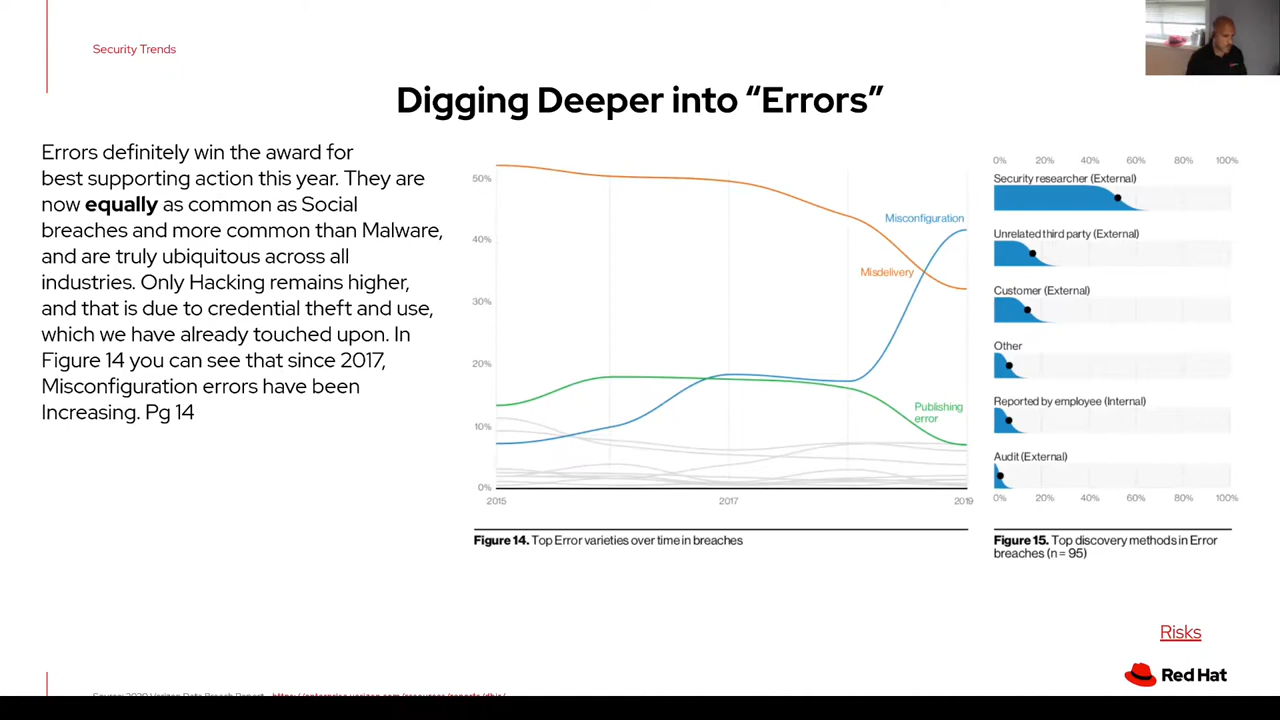 Security Trends
Digging Deeper into “Errors”
Errors definitely win the award for
best supporting action this year. They are
now equally as common as Social
breaches and more common than Malware,
and are truly ubiquitous across all
industries. Only Hacking remains higher,
and that is due to credential theft and use,
which we have already touched upon. In
Figure 14 you can see that since 2017,
Misconfiguration errors have been
Increasing. Pg 14
50%
40%
30%
20%
10%
0%
2015
2017
2019
Misconfiguration
Misdelivery
Publishing
error
Figure 14. Top Error varieties over time in breaches
0% 20% 40% 60% 80% 100%
Security researcher (External)
Unrelated third party (External)
Customer (External)
Other
Reported by employee (Internal)
Audit (External)
0% 20% 40% 60% 80% 100%
Figure 15. Top discovery methods in Error
breaches (n = 95)
Risks
Red Hat